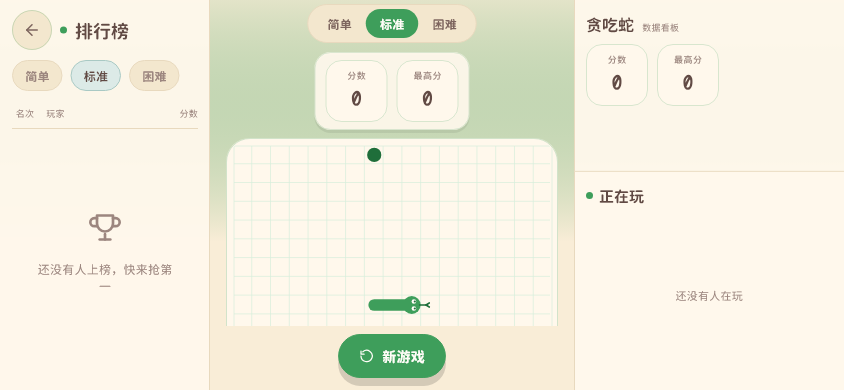 排行榜
简单 标准 困难
名次 玩家 分数
还没有人上榜，快来抢第
一
简单 标准 困难
分数 最高分
0 0
新游戏
贪吃蛇 数据看板
分数 最高分
0 0
正在玩
还没有人在玩